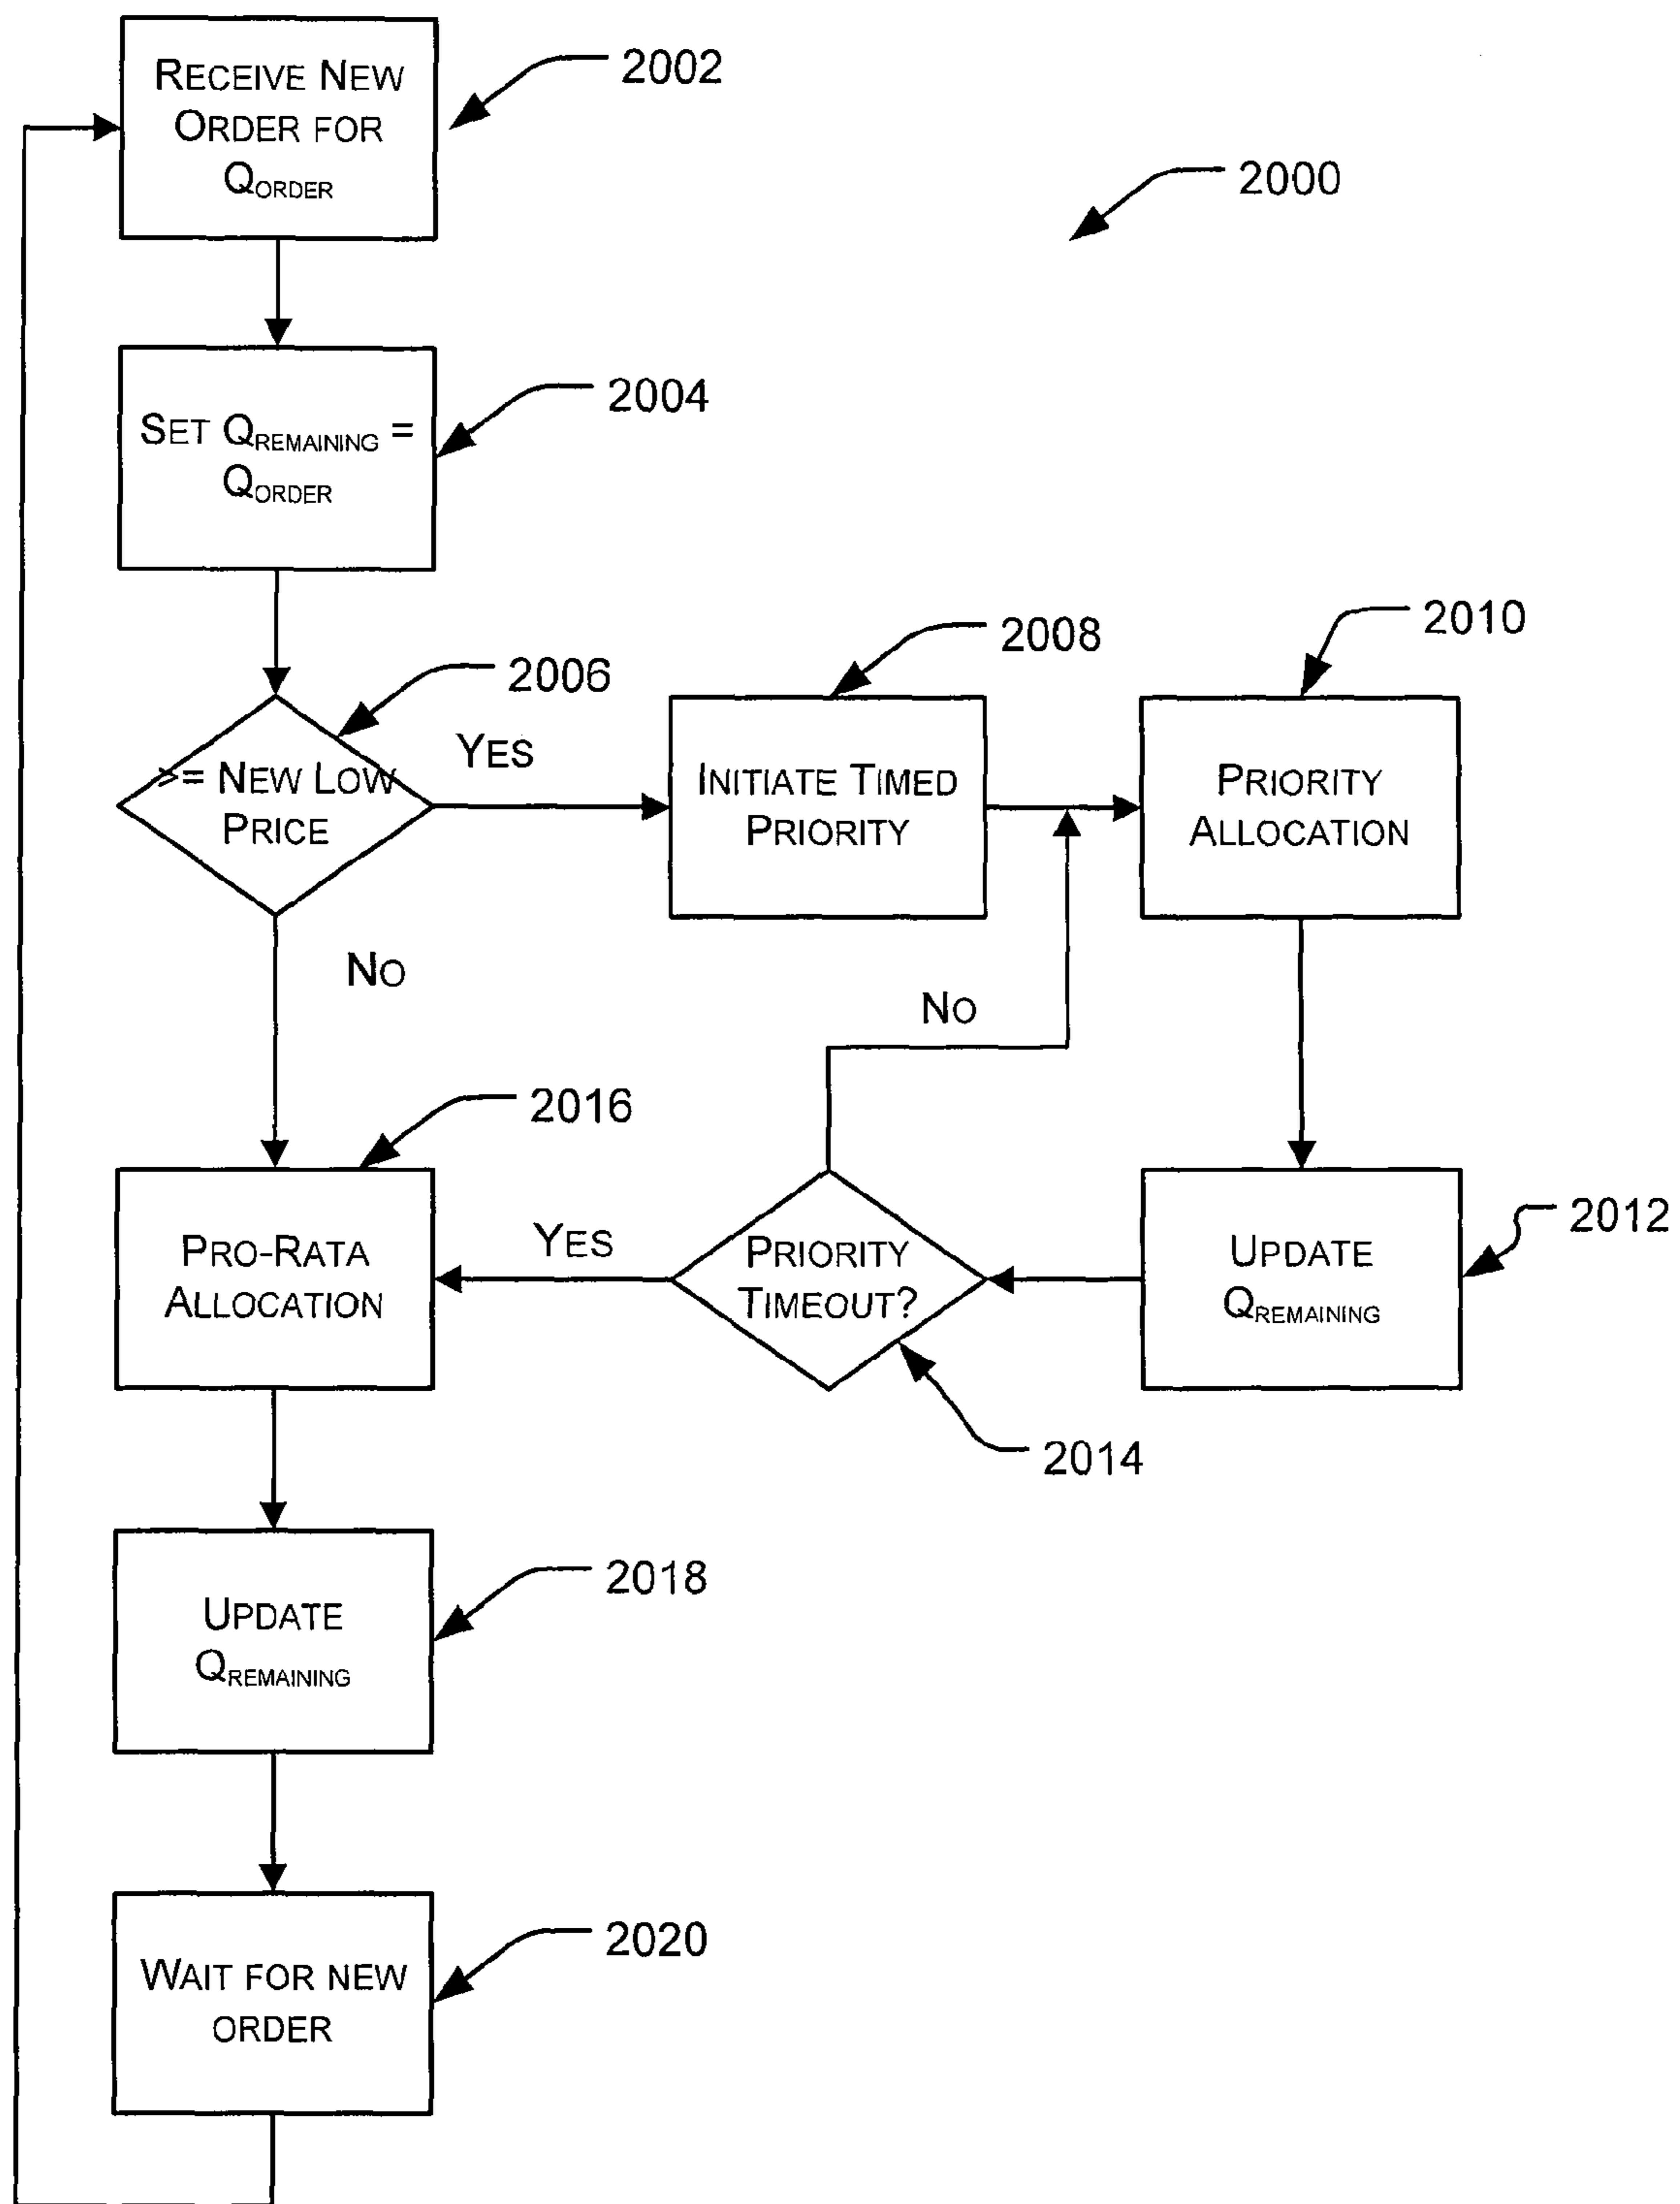 RECEIVE NEW
ORDER FOR
QORDER
2002
2000
SET QREMAINING =
QORDER
2004
2006
>= NEW LOW
PRICE
YES
NO
2008
INITIATE TIMED
PRIORITY
2010
PRIORITY
ALLOCATION
NO
2016
PRO-RATA
ALLOCATION
YES
PRIORITY
TIMEOUT?
2014
UPDATE
QREMAINING
2012
UPDATE
QREMAINING
2018
WAIT FOR NEW
ORDER
2020